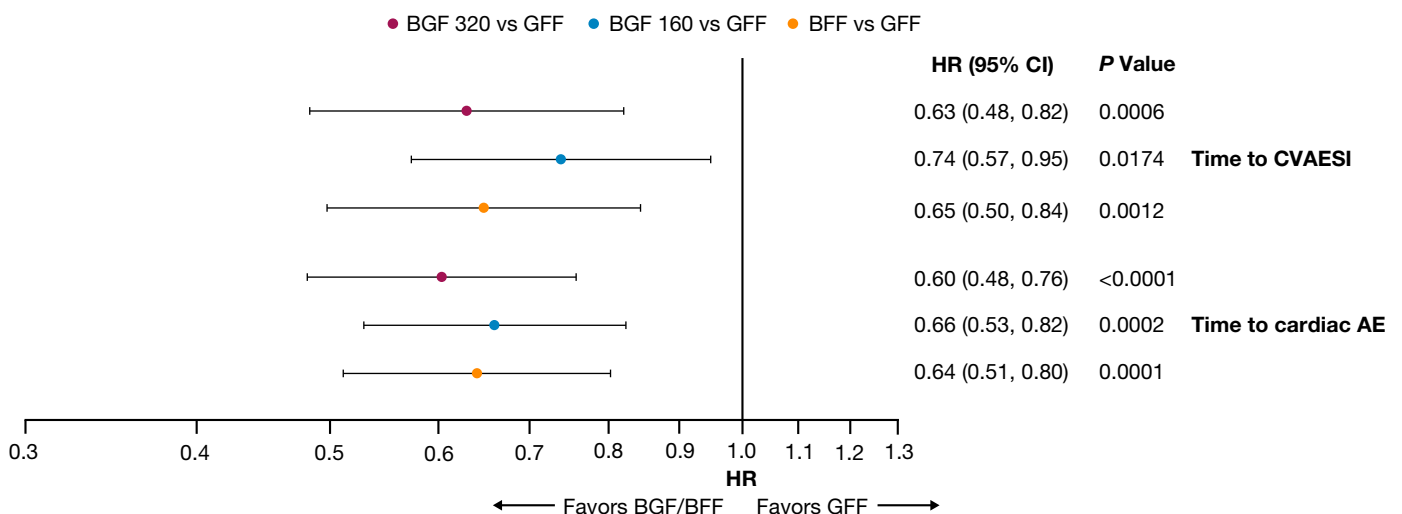 BGF 320 vs GFF BGF 160 vs GFF BFF vs GFF
HR (95% CI) P Value
0.63 (0.48, 0.82) 0.0006
0.74 (0.57, 0.95) 0.0174 Time to CVAESI
0.65 (0.50, 0.84) 0.0012
0.60 (0.48, 0.76) <0.0001
0.66 (0.53, 0.82) 0.0002 Time to cardiac AE
0.64 (0.51, 0.80) 0.0001
0.3 0.4 0.5 0.6 0.7 0.8 0.9 1.0 1.1 1.2 1.3
HR
Favors BGF/BFF Favors GFF